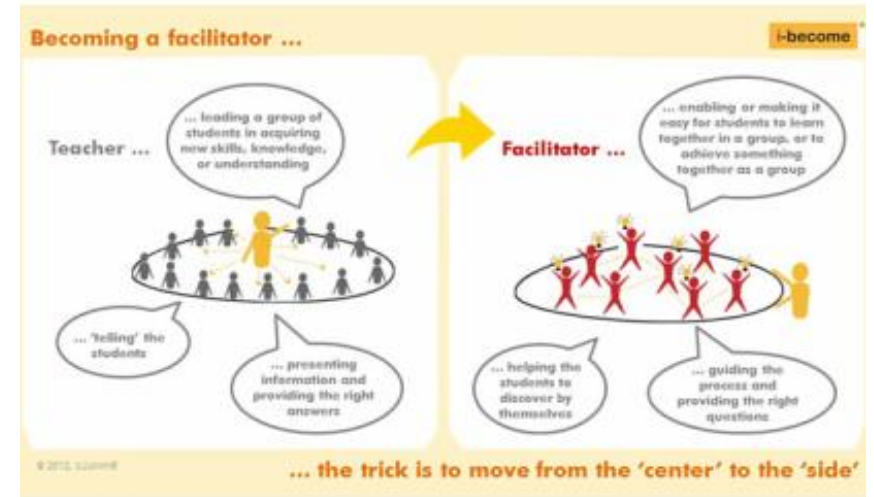 Becoming a facilitator ...
i-become
Teacher ...
... leading a group of
students in acquiring
new skills, knowledge,
or understanding
... 'telling' the
students
... presenting
information and
providing the right
answers
Facilitator ...
... enabling or making it
easy for students to learn
together in a group, or to
achieve something
together as a group
... helping the
students to
discover by
themselves
... guiding the
process and
providing the right
questions
© 2012,
... the trick is to move from the 'center' to the 'side'